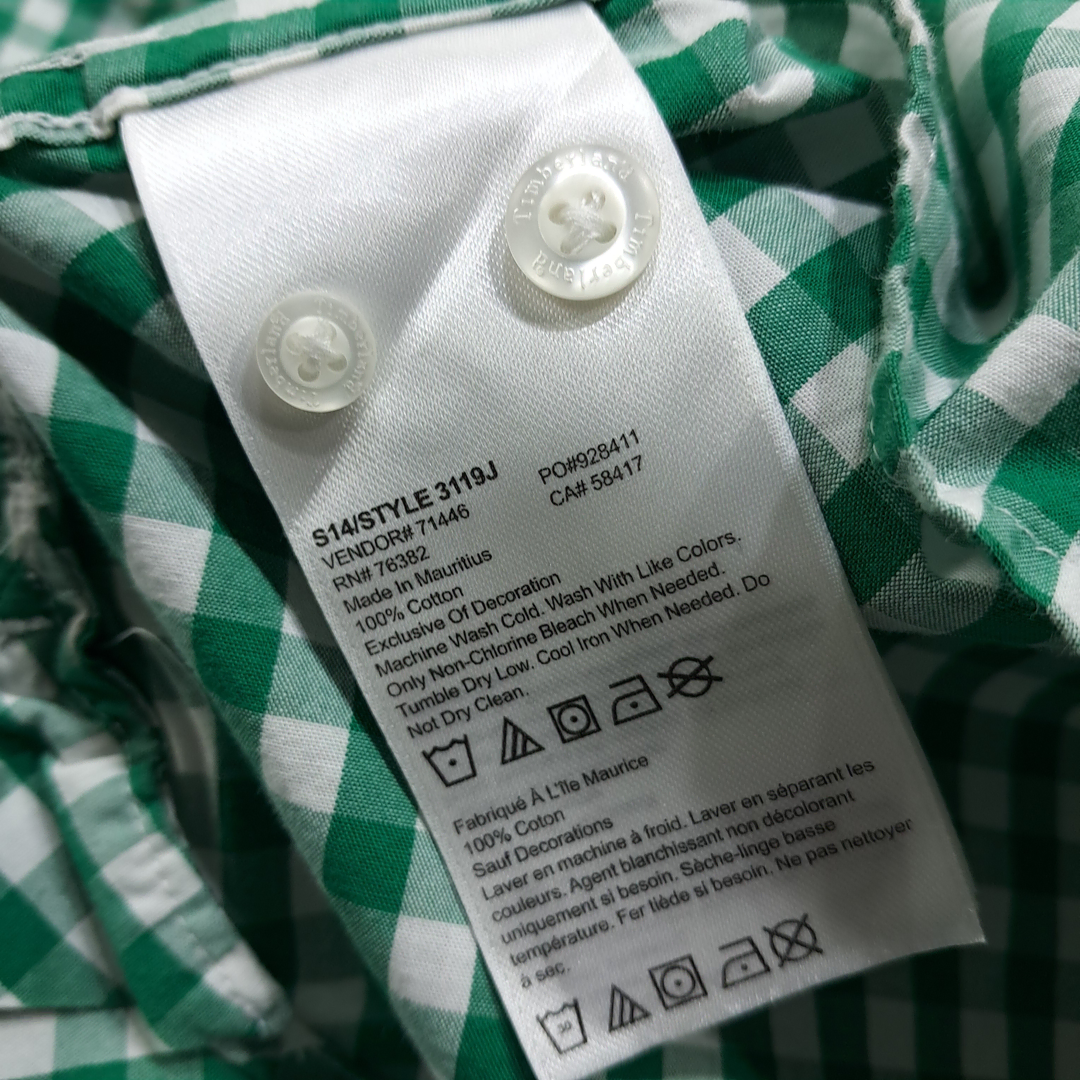 Timberland Timberland
Timberland
S14/STYLE 3119J
PO#928411
VENDOR# 71446
CA# 58417
RN# 76382
Made In Mauritius
100% Cotton
Exclusive Of Decoration
Machine Wash Cold. Wash With Like Colors.
Only Non-Chlorine Bleach When Needed.
Tumble Dry Low. Cool Iron When Needed. Do
Not Dry Clean.
Fabriqué À L'Ile Maurice
100% Coton
Sauf Decorations
Laver en machine à froid. Laver en séparant les
couleurs. Agent blanchissant non décolorant
uniquement si besoin. Sèche-linge basse
température. Fer tiède si besoin. Ne pas nettoyer
à sec.
30